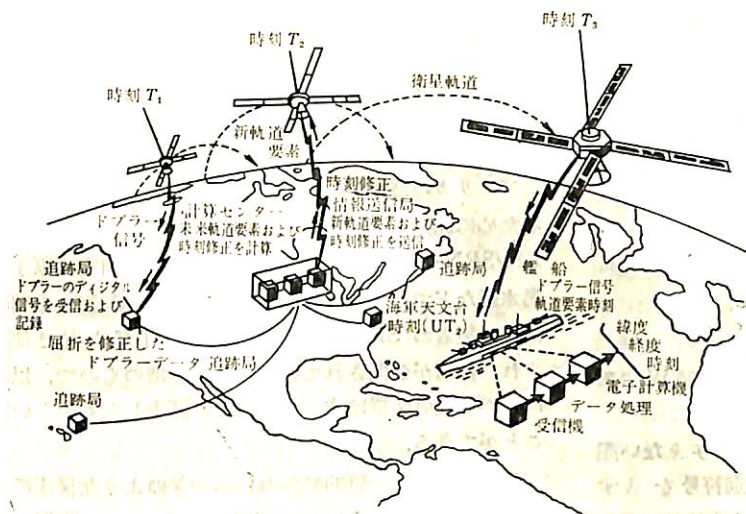 時刻 T₁
時刻 T₂
時刻 T₃
衛星軌道
新軌道
要素
ドプラー
信号
計算センター
未来軌道要素および
時刻修正を計算
時刻修正
情報送信局
新軌道要素および
時刻修正を送信
追跡局
ドプラーのディジタル
信号を受信および
記録
屈折を修正した
ドプラーデータ 追跡局
追跡局
追跡局
海軍天文台
時刻(UT₂)
艦船
ドプラー信号
軌道要素時刻
緯度
経度
時刻
電子計算機
データ処理
受信機